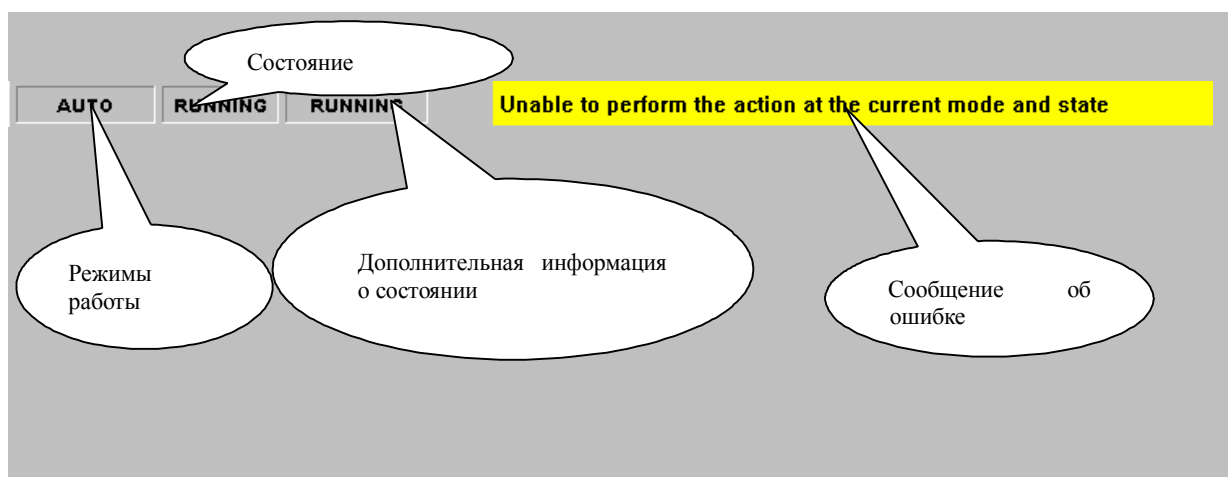 Состояние
AUTO RUNNING RUNNING Unable to perform the action at the current mode and state
Режимы
работы
Дополнительная информация
о состоянии
Сообщение об
ошибке